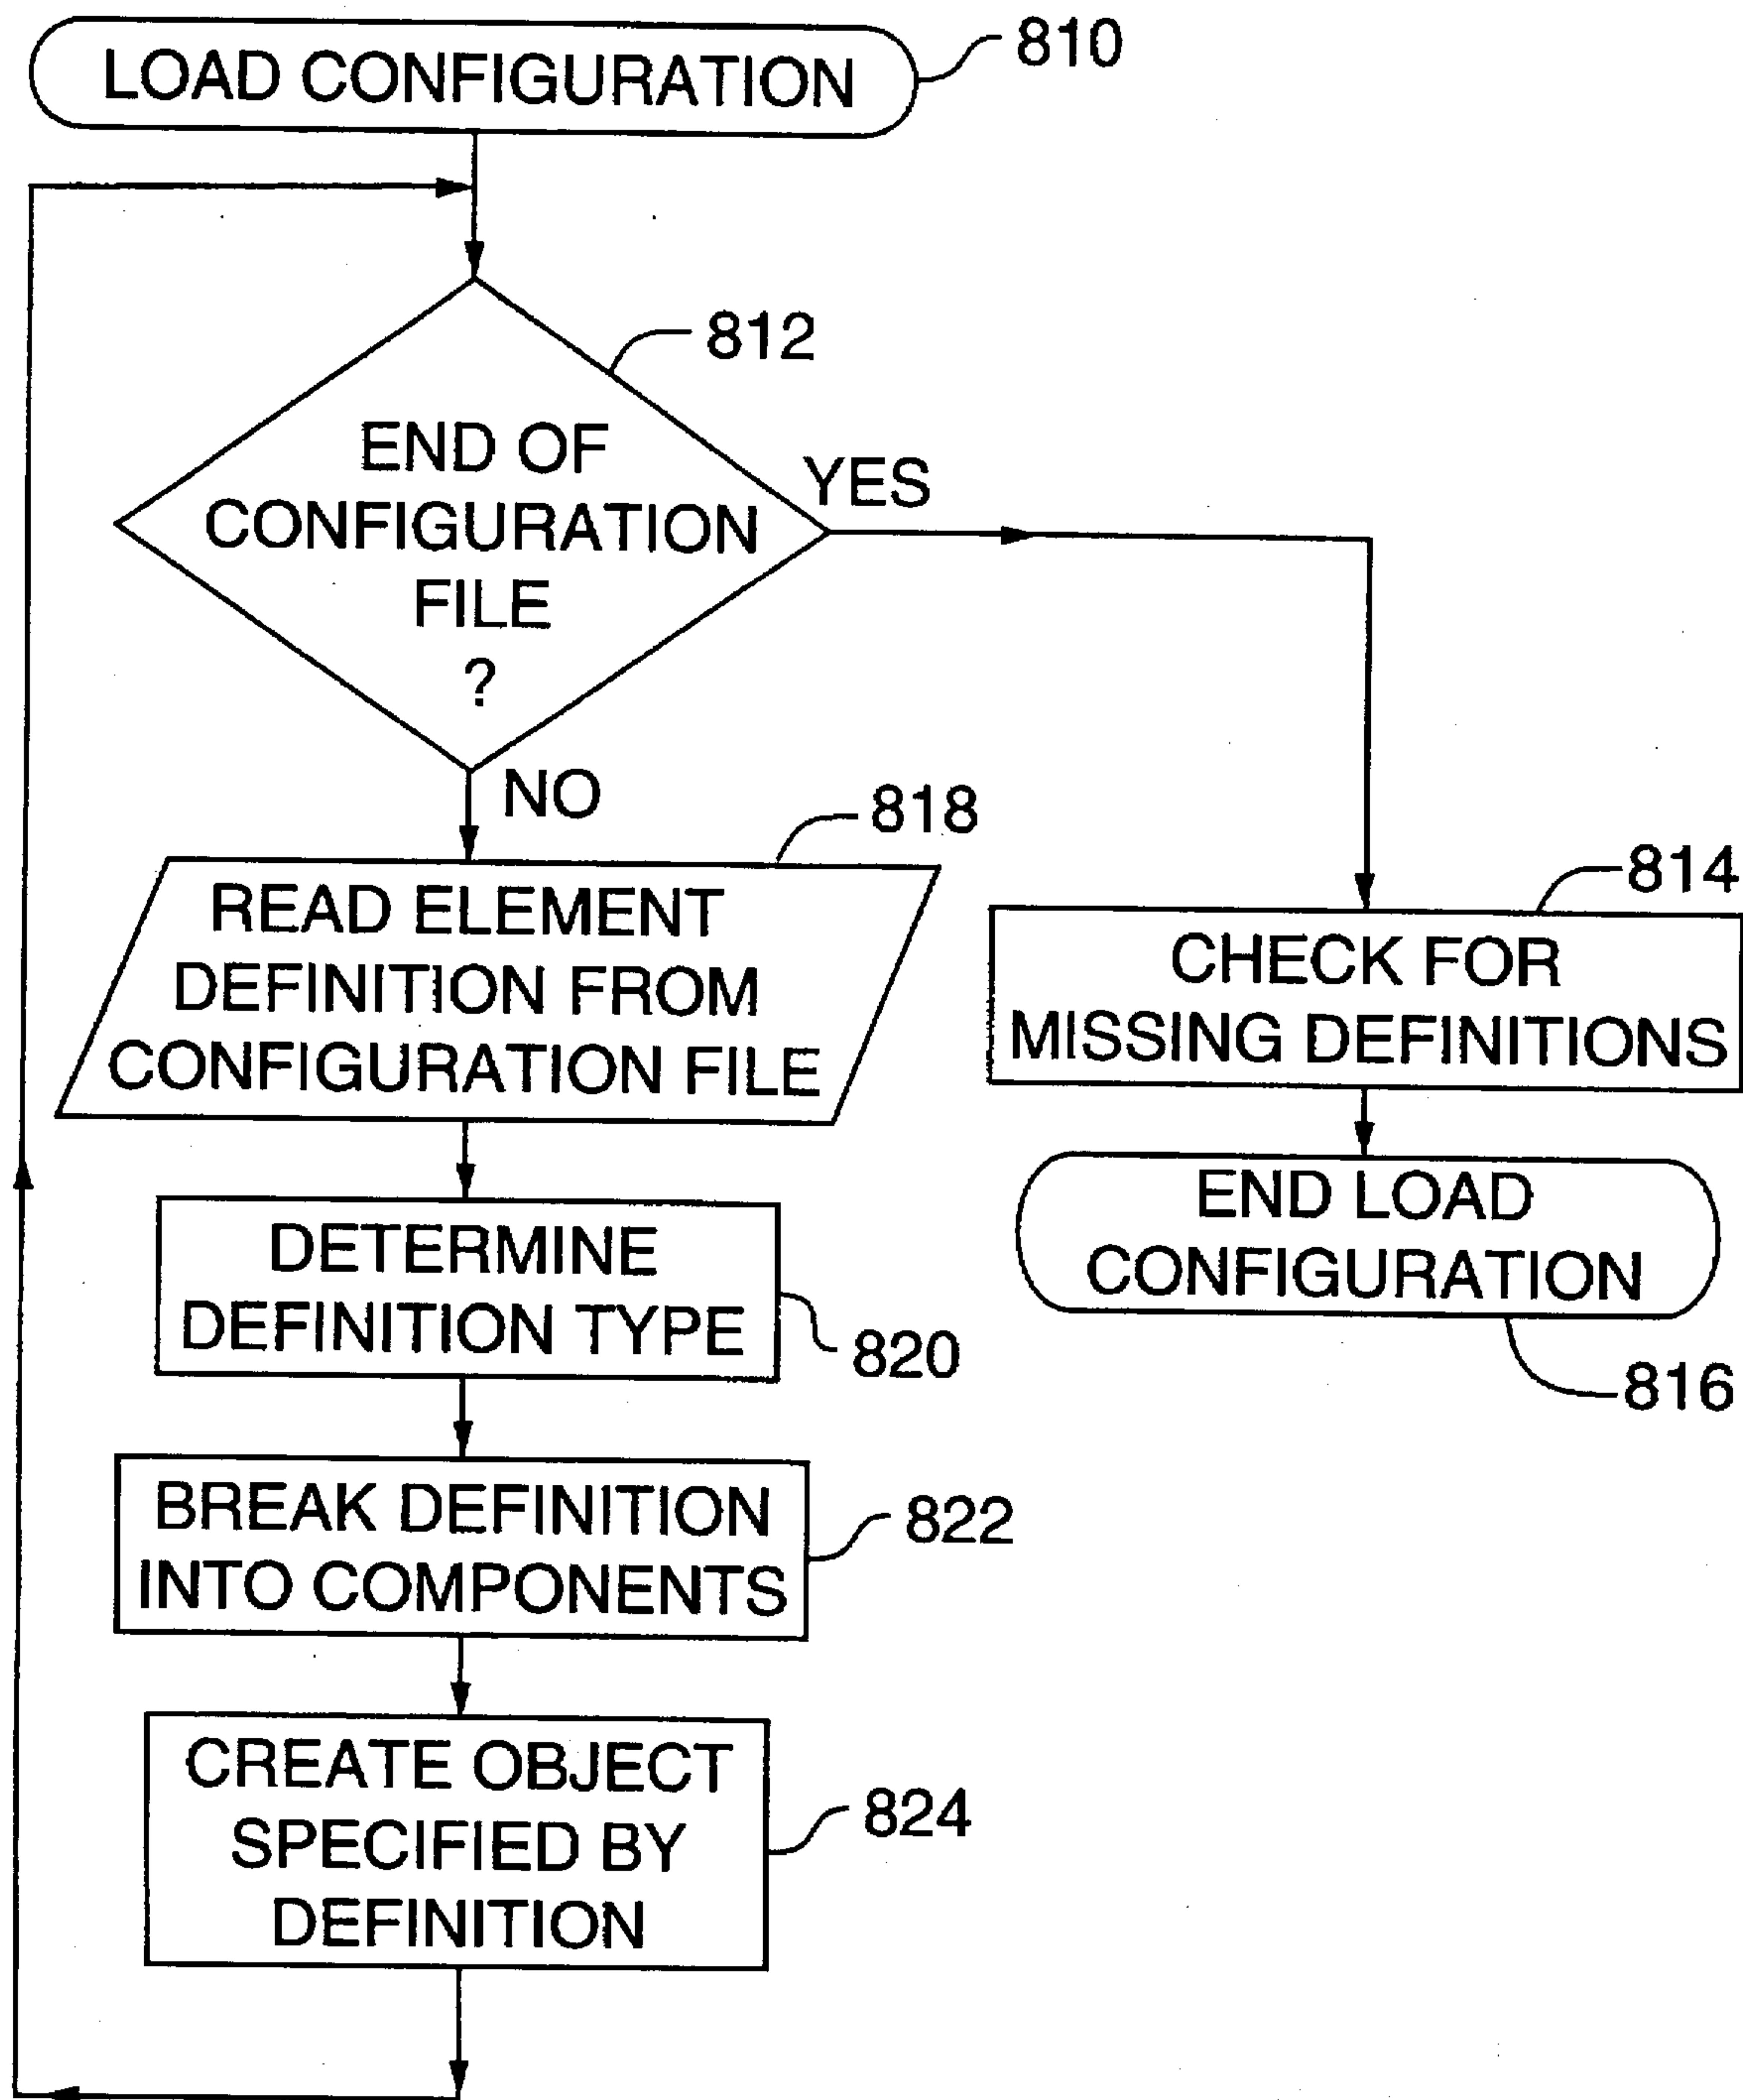 LOAD CONFIGURATION
810
812
END OF
CONFIGURATION
FILE
?
YES
NO
818
READ ELEMENT
DEFINITION FROM
CONFIGURATION FILE
814
CHECK FOR
MISSING DEFINITIONS
END LOAD
CONFIGURATION
816
DETERMINE
DEFINITION TYPE
820
BREAK DEFINITION
INTO COMPONENTS
822
CREATE OBJECT
SPECIFIED BY
DEFINITION
824